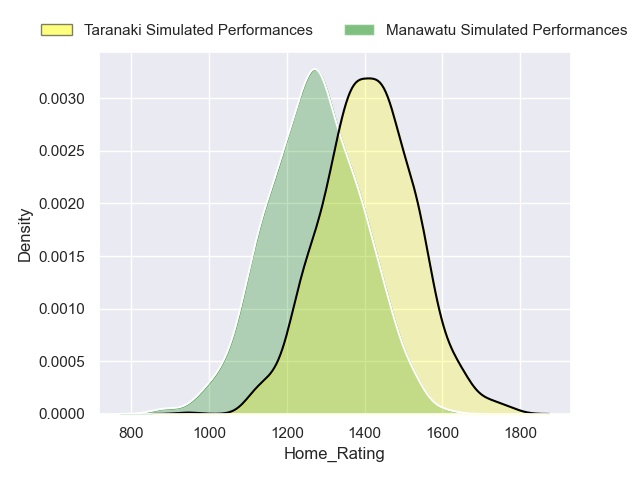 Taranaki Simulated Performances
Manawatu Simulated Performances
0.0030
0.0025
0.0020
0.0015
0.0010
0.0005
0.0000
Density
800 1000 1200 1400 1600 1800
Home_Rating